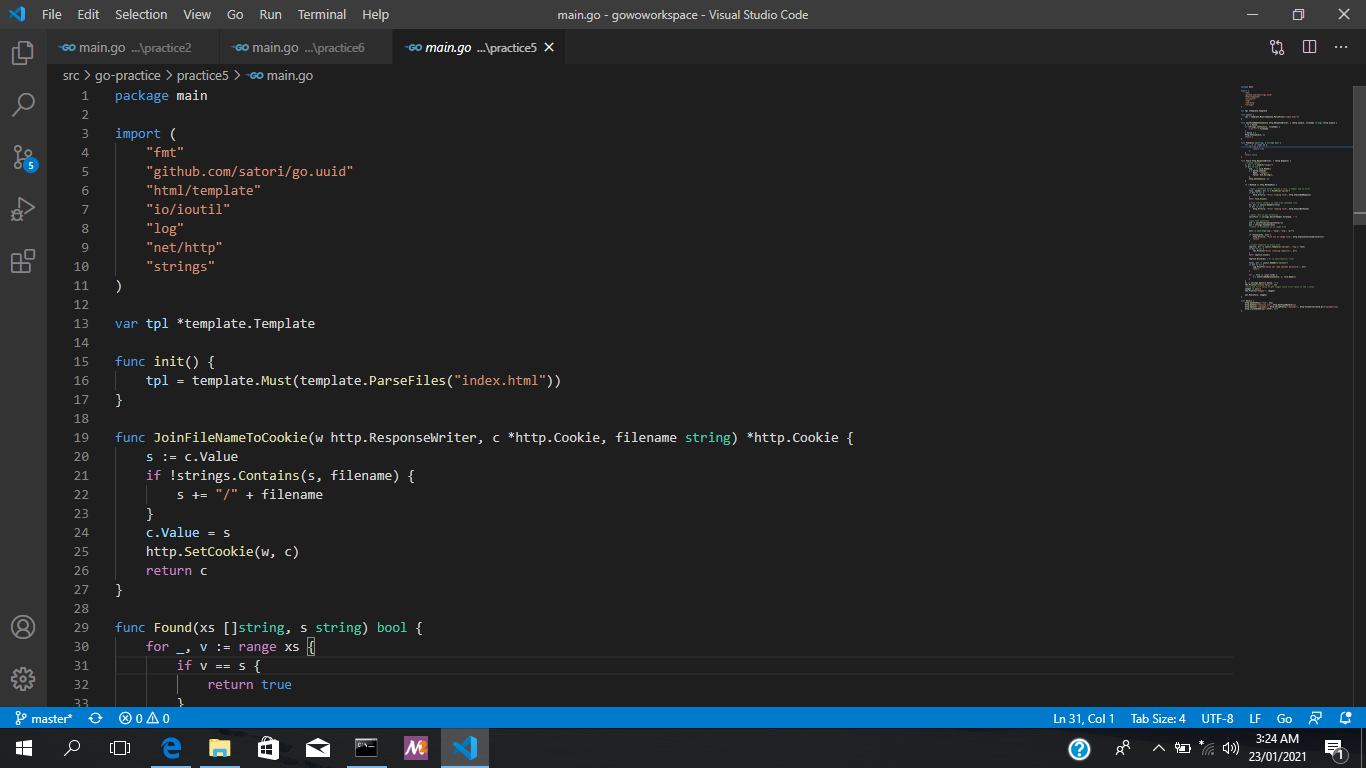 File Edit Selection View Go Run Terminal Help main.go - gowoworkspace - Visual Studio Code
GO main.go ...\practice2 GO main.go ...\practice6 GO main.go ...\practice5
src > go-practice > practice5 > GO main.go
1 package main
2
3 import (
4 "fmt"
5 "github.com/satori/go.uuid"
6 "html/template"
7 "io/ioutil"
8 "log"
9 "net/http"
10 "strings"
11 )
12
13 var tpl *template.Template
14
15 func init() {
16 tpl = template.Must(template.ParseFiles("index.html"))
17 }
18
19 func JoinFileNameToCookie(w http.ResponseWriter, c *http.Cookie, filename string) *http.Cookie {
20 s := c.Value
21 if !strings.Contains(s, filename) {
22 s += "/" + filename
23 }
24 c.Value = s
25 http.SetCookie(w, c)
26 return c
27 }
28
29 func Found(xs []string, s string) bool {
30 for _, v := range xs {
31 if v == s {
32 return true
33 }
5
master* 0 0 Ln 31, Col 1 Tab Size: 4 UTF-8 LF Go
3:24 AM
23/01/2021
1